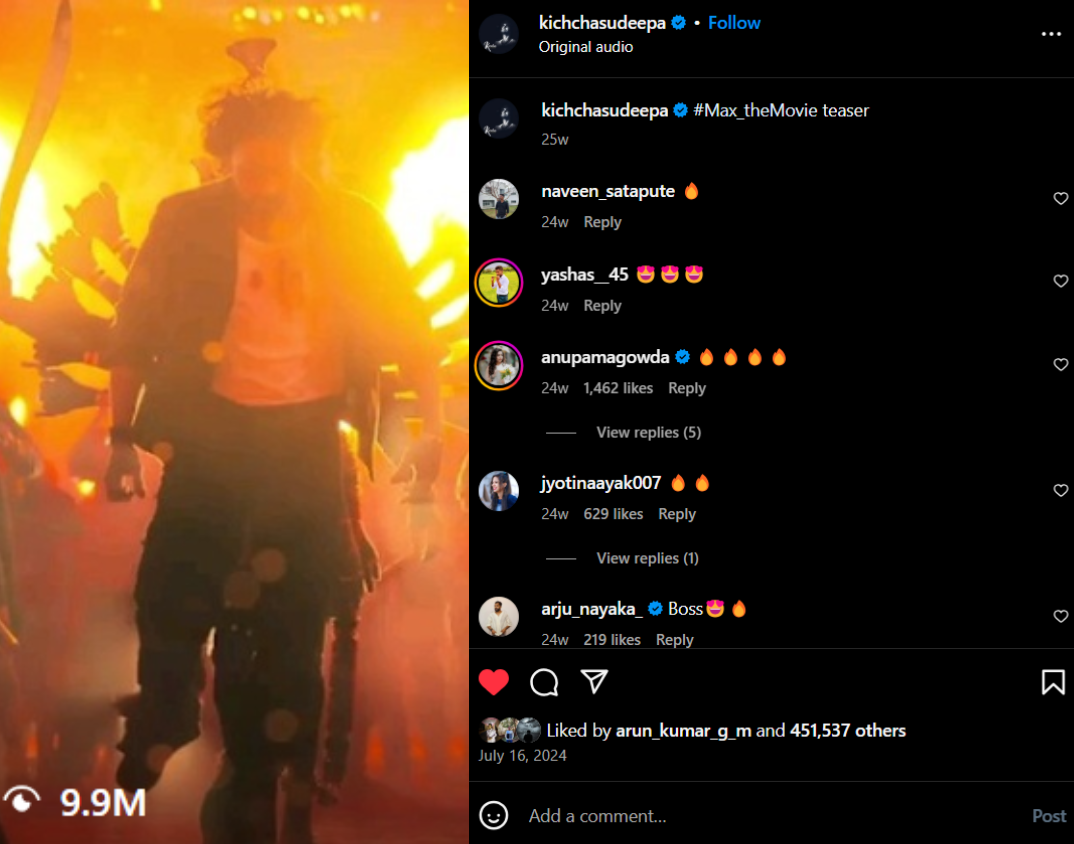 kichchasudeepa • Follow
Original audio
kichchasudeepa #Max_theMovie teaser
25w
naveen_satapute 🔥
24w Reply
yashas__45 😍😍😍
24w Reply
anupamagowda 🔥🔥🔥🔥
24w 1,462 likes Reply
View replies (5)
jyotinaayak007 🔥🔥
24w 629 likes Reply
View replies (1)
arju_nayaka_ Boss😍🔥
24w 219 likes Reply
Liked by arun_kumar_g_m and 451,537 others
July 16, 2024
9.9M
Add a comment... Post